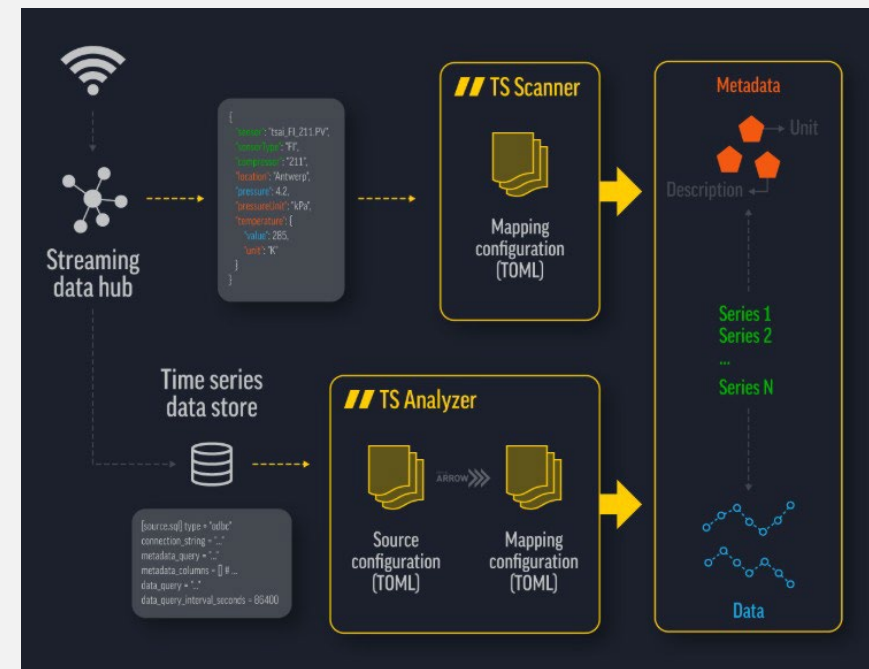 TS Scanner
Metadata
Unit
Description
{
"sensor": "tsai_FI_211.PV",
"sensorType": "FI",
"compressor": "211",
"location": "Antwerp",
"pressure": 4.2,
"pressureUnit": "kPa",
"temperature": {
"value": 285,
"unit": "K"
}
}
Mapping
configuration
(TOML)
Streaming
data hub
Series 1
Series 2
...
Series N
Time series
data store
TS Analyzer
ARROW
[source.sql] type = "odbc"
connection_string = "..."
metadata_query = "..."
metadata_columns = [] # ...
data_query = "..."
data_query_interval_seconds = 86400
Source
configuration
(TOML)
Mapping
configuration
(TOML)
Data